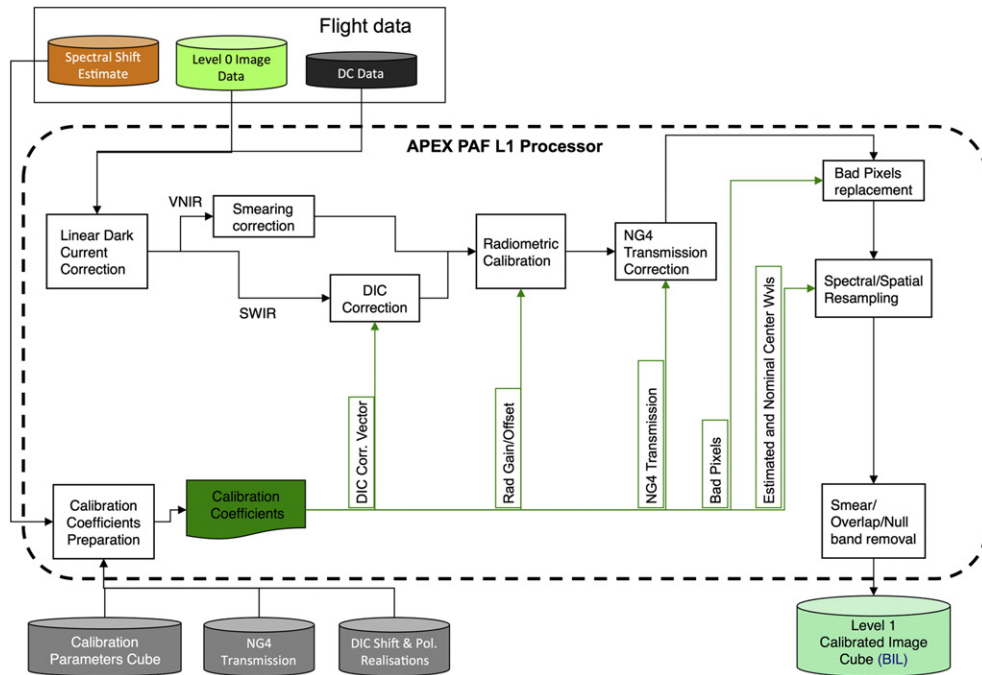 Flight data
Spectral Shift
Estimate
Level 0 Image
Data
DC Data
APEX PAF L1 Processor
Bad Pixels
replacement
VNIR
Smearing
correction
Linear Dark
Current
Correction
Radiometric
Calibration
NG4
Transmission
Correction
Spectral/Spatial
Resampling
DIC
Correction
SWIR
DIC Corr. Vector
Rad Gain/Offset
NG4 Transmission
Bad Pixels
Estimated and Nominal Center Wvls
Calibration
Coefficients
Preparation
Calibration
Coefficients
Smear/
Overlap/Null
band removal
Calibration
Parameters Cube
NG4
Transmission
DIC Shift & Pol.
Realisations
Level 1
Calibrated Image
Cube (BIL)